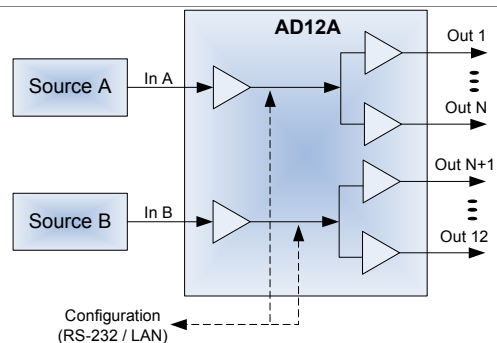 AD12A
Out 1
Source A
In A
Out N
Out N+1
Source B
In B
Out 12
Configuration
(RS-232 / LAN)